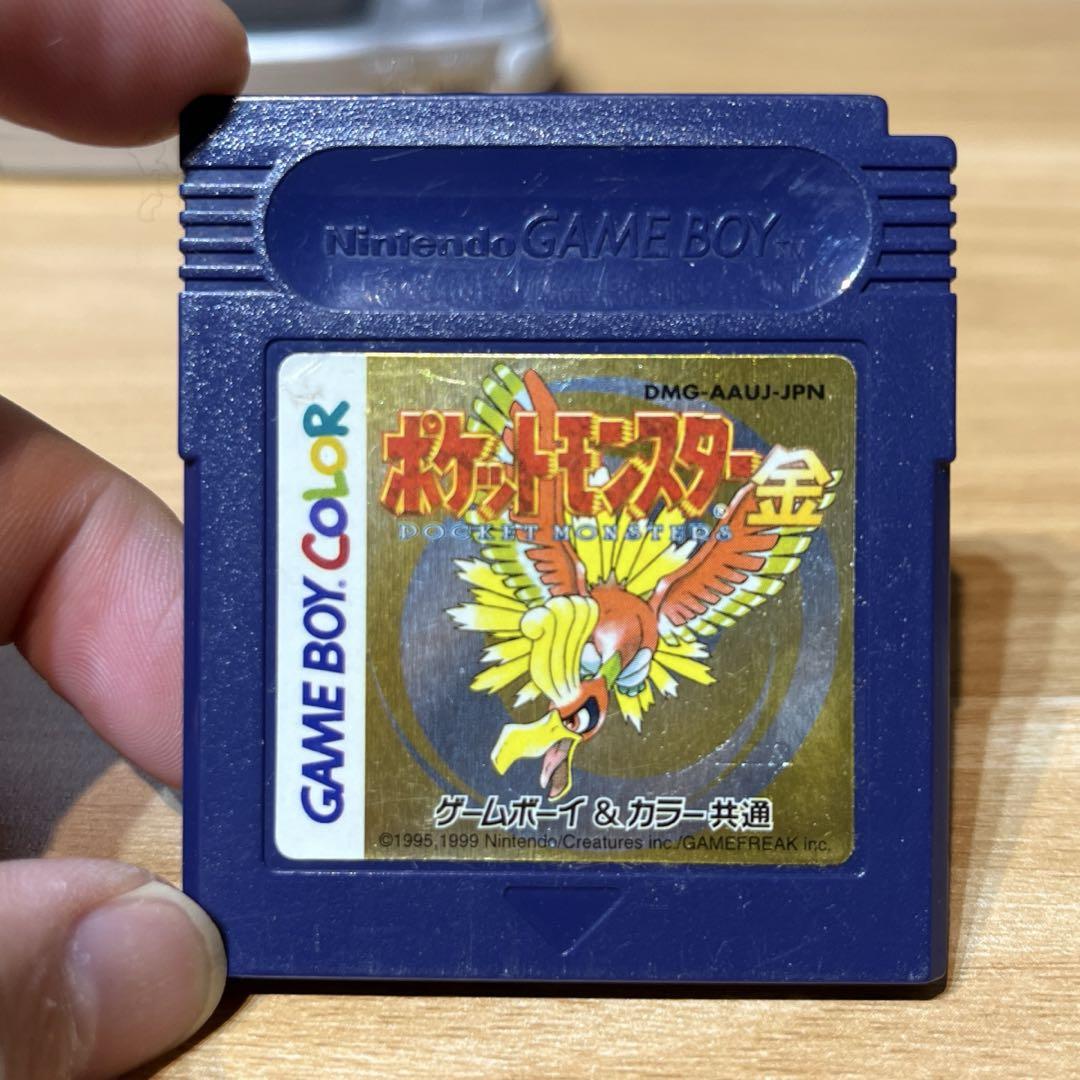 Nintendo GAME BOY TM
GAME BOY COLOR
DMG-AAUJ-JPN
ポケットモンスター金
POCKET MONSTERS®
ゲームボーイ & カラー共通
©1995,1999 Nintendo/Creatures inc./GAMEFREAK inc.